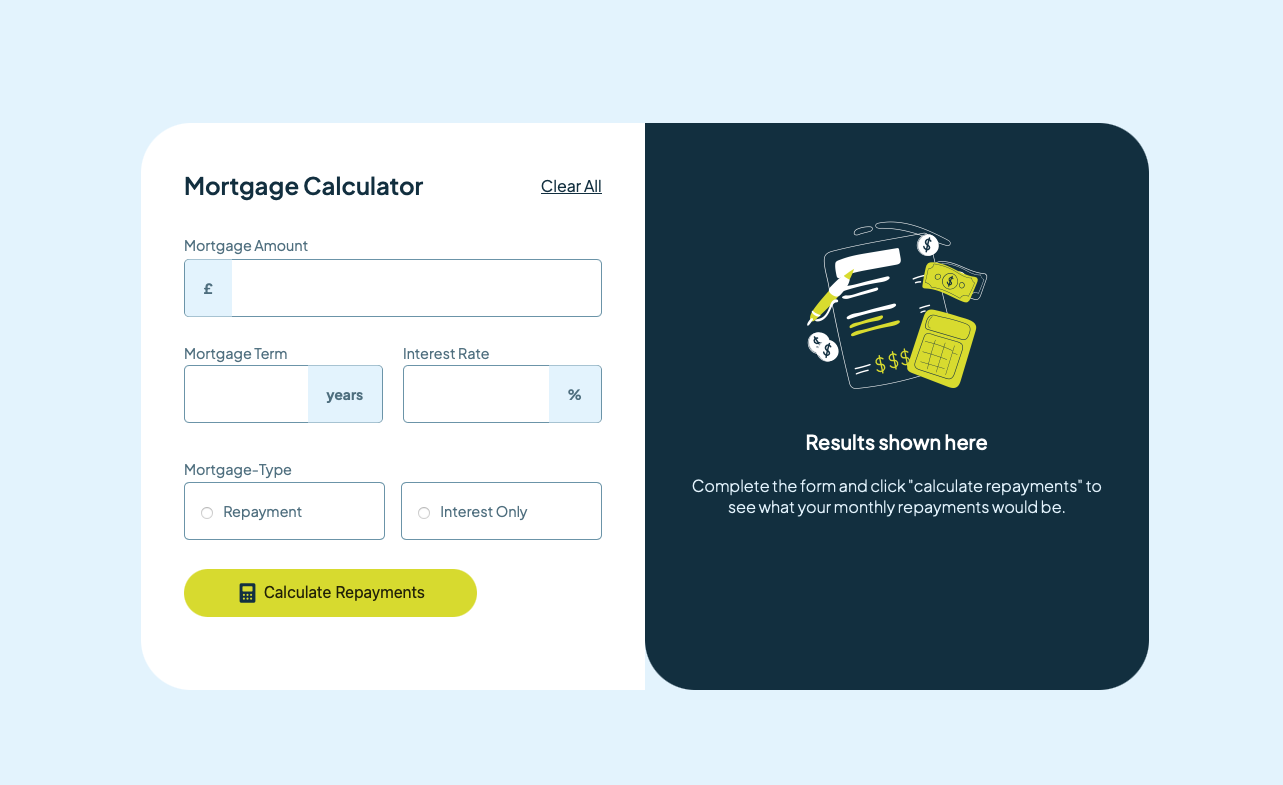 Mortgage Calculator
Clear All
Mortgage Amount
£
Mortgage Term
Interest Rate
years
%
Mortgage-Type
Repayment
Interest Only
Calculate Repayments
$
$
$
$
$$$
Results shown here
Complete the form and click "calculate repayments" to
see what your monthly repayments would be.